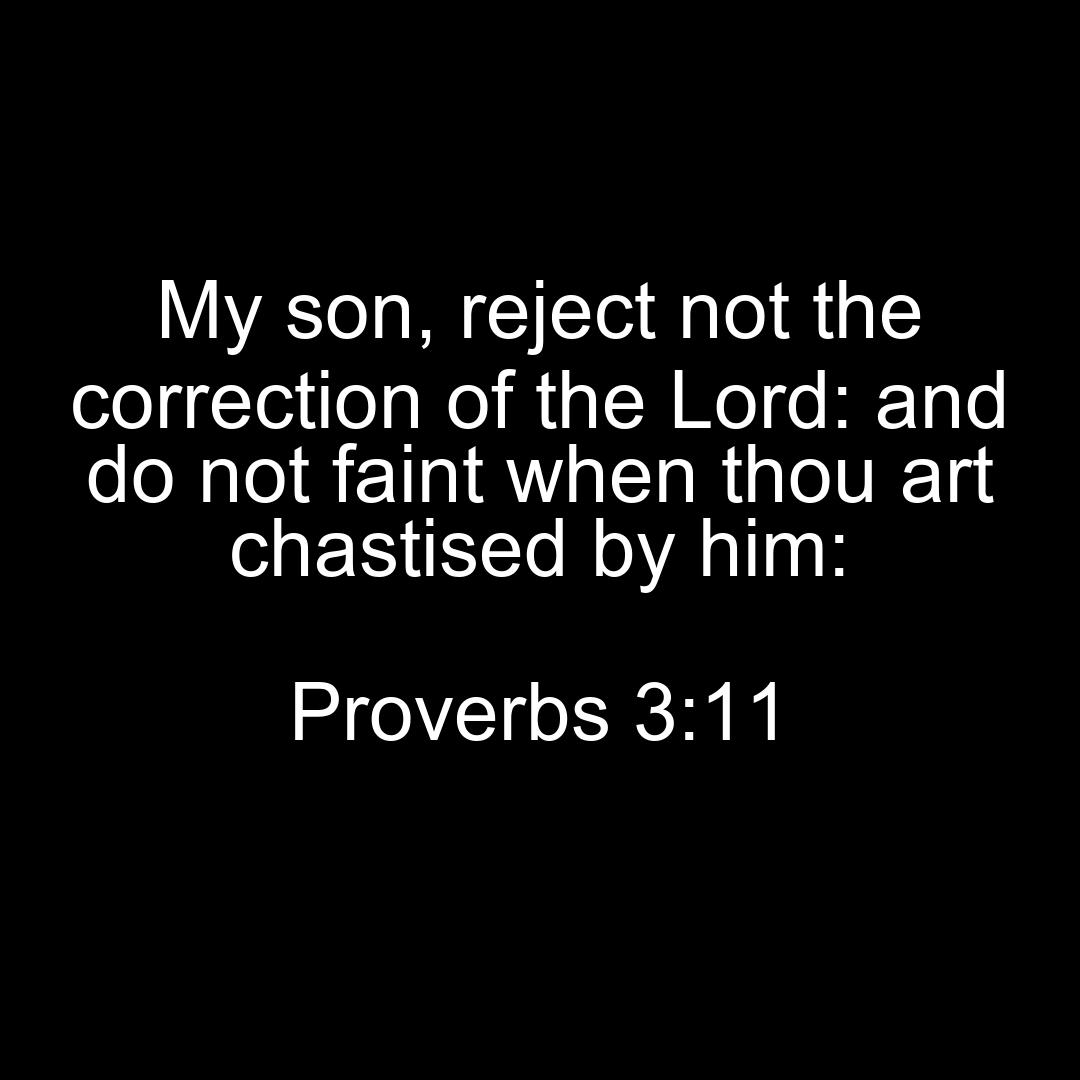 My son, reject not the
correction of the Lord: and
do not faint when thou art
chastised by him:
Proverbs 3:11